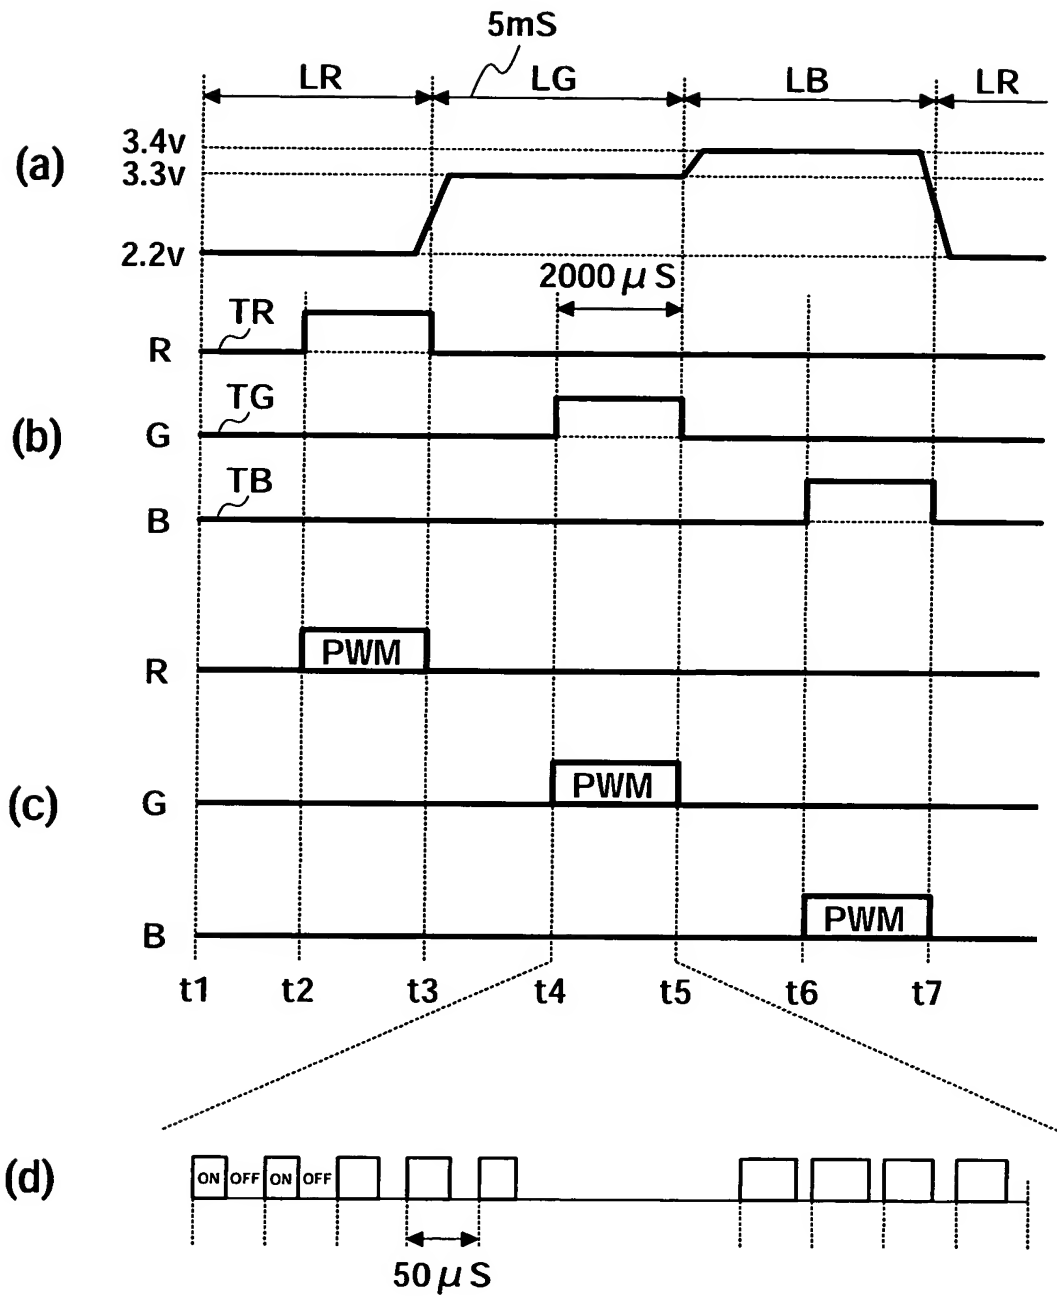 5mS
LR LG LB LR
(a)
3.4v
3.3v
2.2v
2000μS
TR
R
TG
(b)
G
TB
B
PWM
R
PWM
(c)
G
PWM
B
t1 t2 t3 t4 t5 t6 t7
(d)
ON OFF ON OFF
50μS